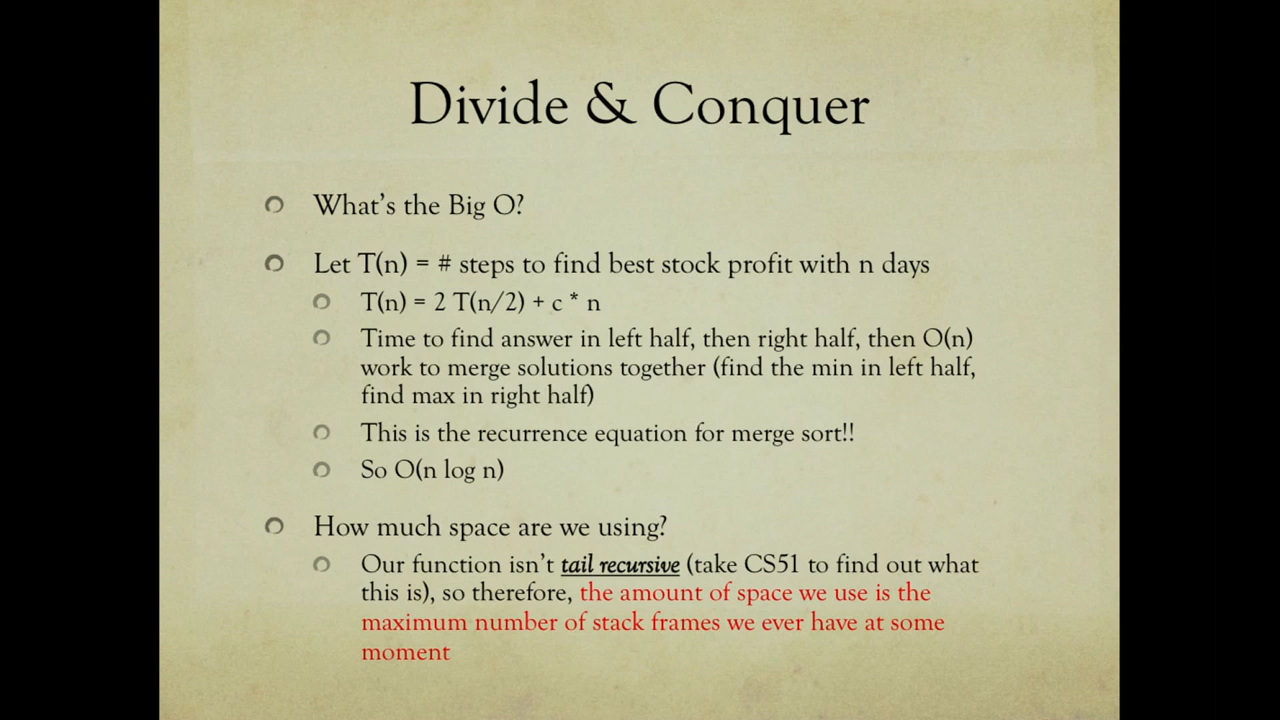 Divide & Conquer
What's the Big O?
Let T(n) = # steps to find best stock profit with n days
T(n) = 2 T(n/2) + c * n
Time to find answer in left half, then right half, then O(n)
work to merge solutions together (find the min in left half,
find max in right half)
This is the recurrence equation for merge sort!!
So O(n log n)
How much space are we using?
Our function isn't tail recursive (take CS51 to find out what
this is), so therefore, the amount of space we use is the
maximum number of stack frames we ever have at some
moment